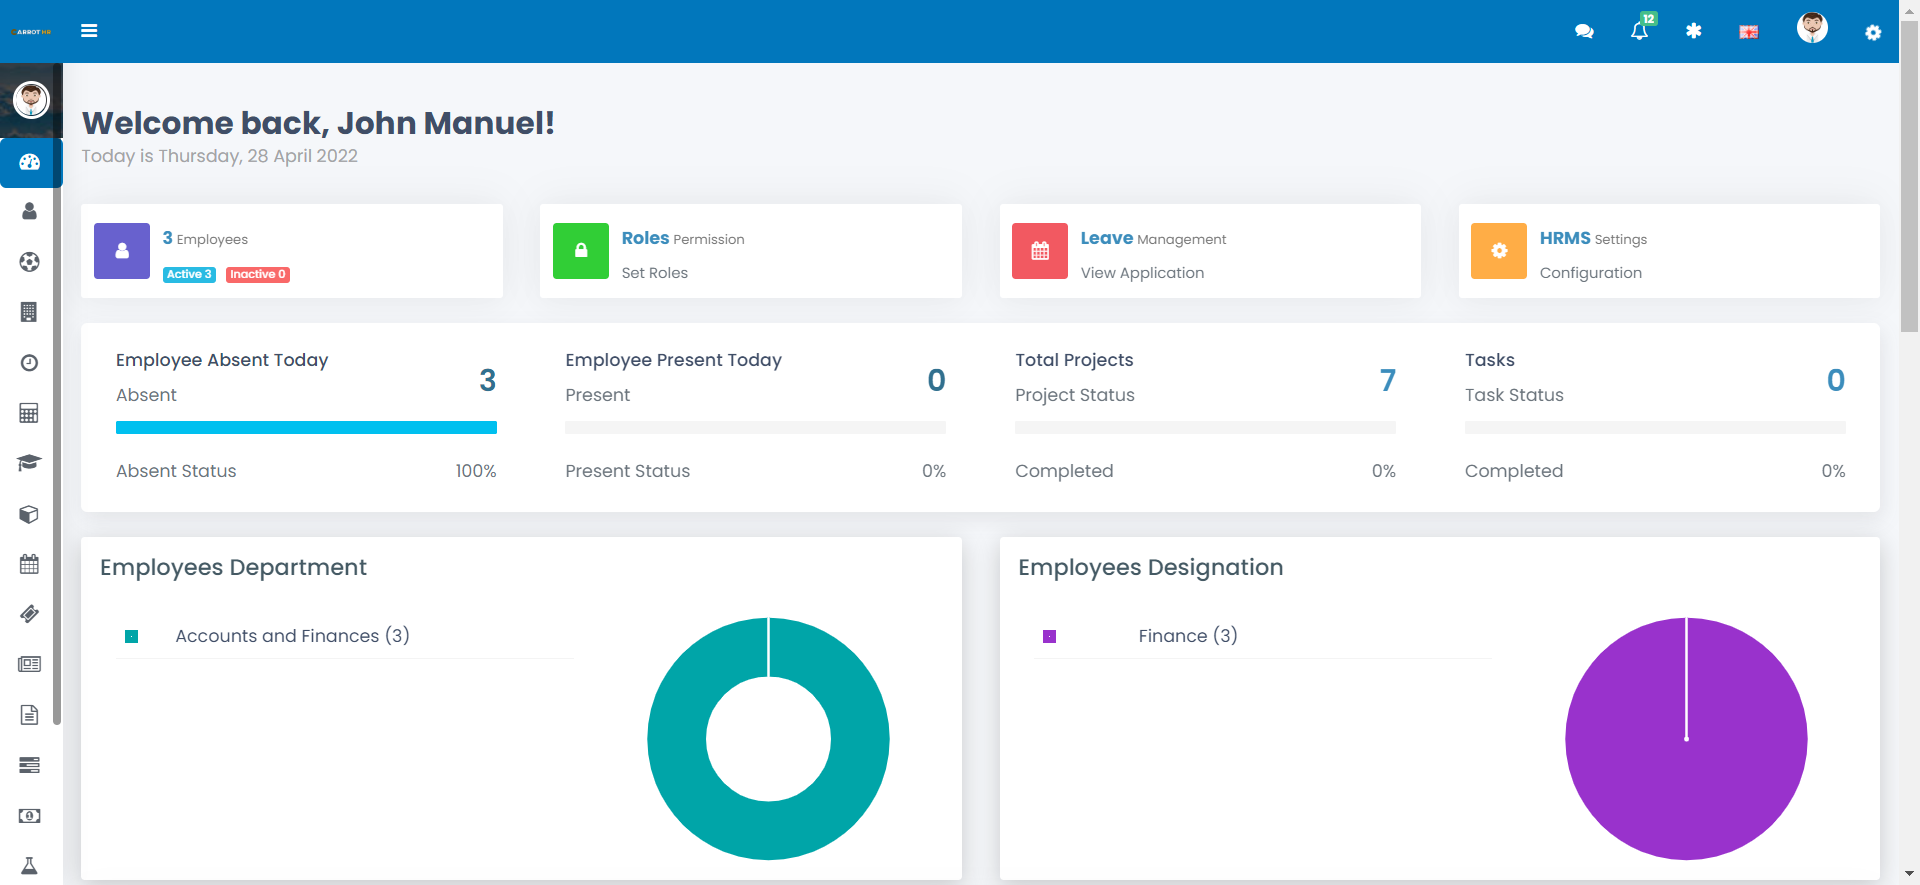 ARBOT HR
12
Welcome back, John Manuel!
Today is Thursday, 28 April 2022
3 Employees
Active 3 Inactive 0
Roles Permission
Set Roles
Leave Management
View Application
HRMS Settings
Configuration
Employee Absent Today
3
Absent
Absent Status 100%
Employee Present Today
0
Present
Present Status 0%
Total Projects
7
Project Status
Completed 0%
Tasks
0
Task Status
Completed 0%
Employees Department
Accounts and Finances (3)
Employees Designation
Finance (3)